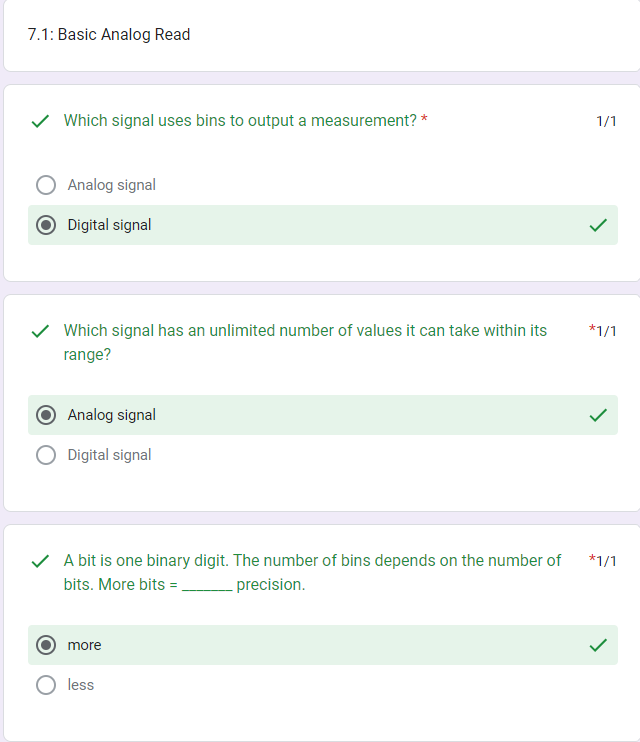 7.1: Basic Analog Read
Which signal uses bins to output a measurement? *
1/1
Analog signal
Digital signal
Which signal has an unlimited number of values it can take within its
*1/1
range?
Analog signal
Digital signal
A bit is one binary digit. The number of bins depends on the number of
*1/1
bits. More bits = _______ precision.
more
less